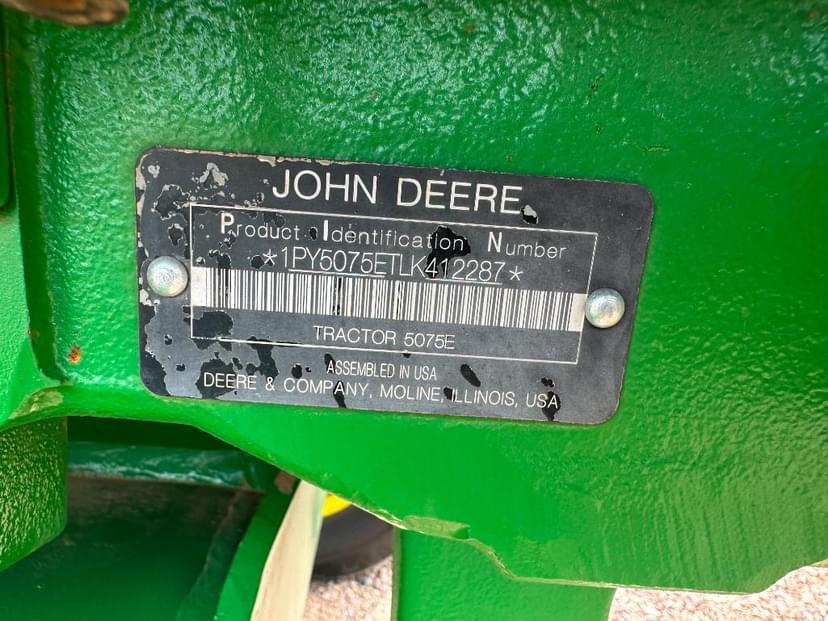 JOHN DEERE
Product Identification Number
*1PY5075ETLK412287*
TRACTOR 5075E
ASSEMBLED IN USA
DEERE & COMPANY, MOLINE, ILLINOIS, USA